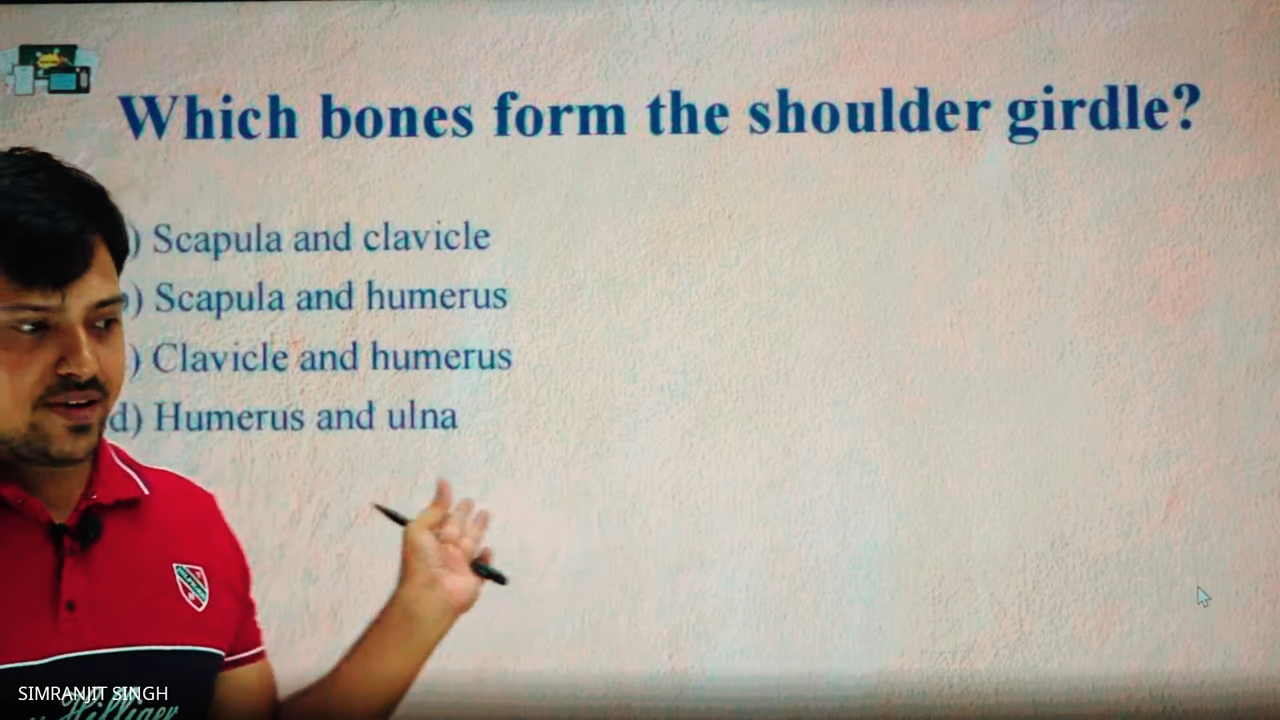 Which bones form the shoulder girdle?
) Scapula and clavicle
) Scapula and humerus
) Clavicle and humerus
d) Humerus and ulna
SIMRANJIT SINGH
Hilfiger